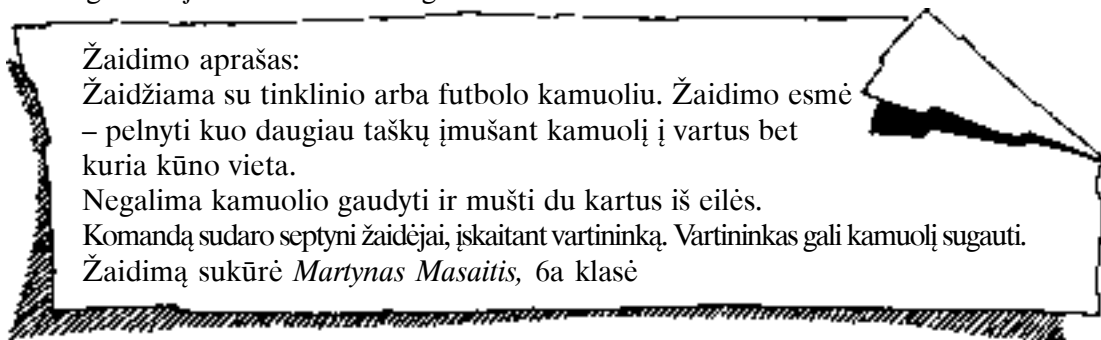 Žaidimo aprašas:
Žaidžiama su tinklinio arba futbolo kamuoliu. Žaidimo esmė
– pelnyti kuo daugiau taškų įmušant kamuolį į vartus bet
kuria kūno vieta.
Negalima kamuolio gaudyti ir mušti du kartus iš eilės.
Komandą sudaro septyni žaidėjai, įskaitant vartininką. Vartininkas gali kamuolį sugauti.
Žaidimą sukūrė Martynas Masaitis, 6a klasė